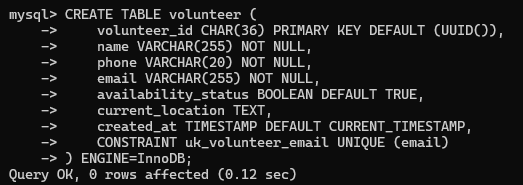 mysql> CREATE TABLE volunteer (
    ->     volunteer_id CHAR(36) PRIMARY KEY DEFAULT (UUID()),
    ->     name VARCHAR(255) NOT NULL,
    ->     phone VARCHAR(20) NOT NULL,
    ->     email VARCHAR(255) NOT NULL,
    ->     availability_status BOOLEAN DEFAULT TRUE,
    ->     current_location TEXT,
    ->     created_at TIMESTAMP DEFAULT CURRENT_TIMESTAMP,
    ->     CONSTRAINT uk_volunteer_email UNIQUE (email)
    -> ) ENGINE=InnoDB;
Query OK, 0 rows affected (0.12 sec)